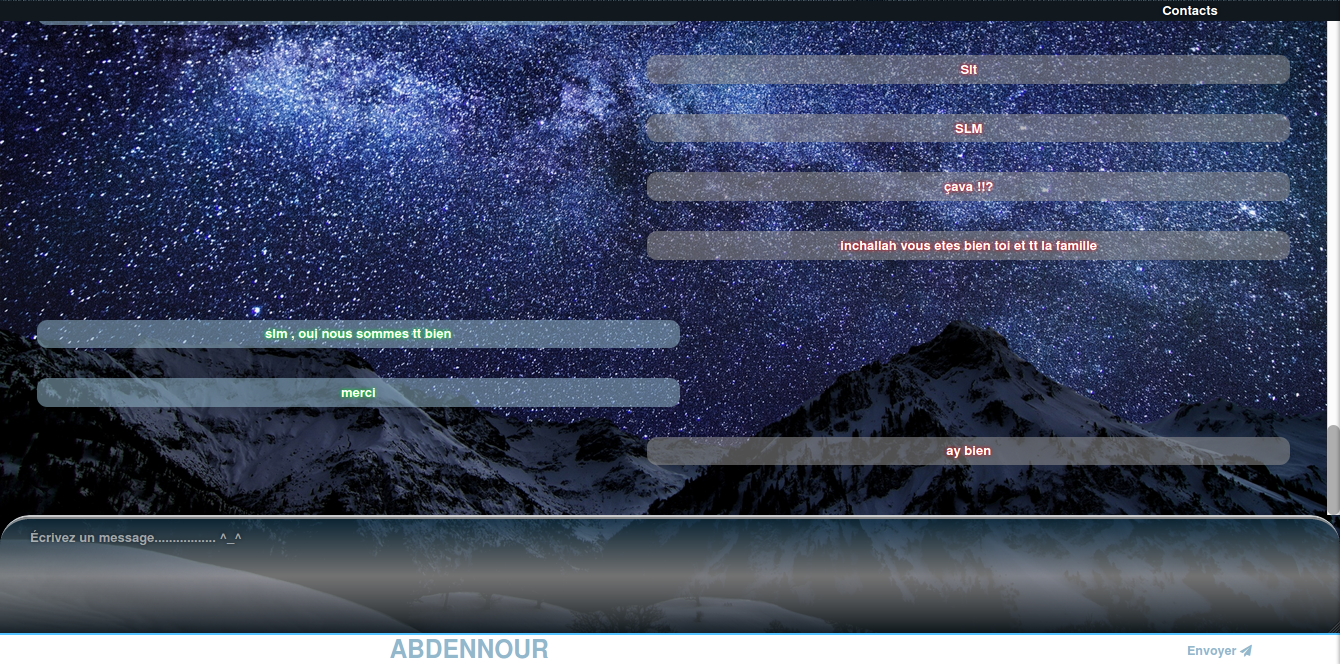 Contacts
Slt
SLM
çava !!?
inchallah vous etes bien toi et tt la famille
slm , oui nous sommes tt bien
merci
ay bien
Écrivez un message................ ^_^
ABDENNOUR
Envoyer